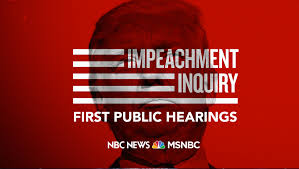 IMPEACHMENT
INQUIRY
FIRST PUBLIC HEARINGS
NBC NEWS MSNBC